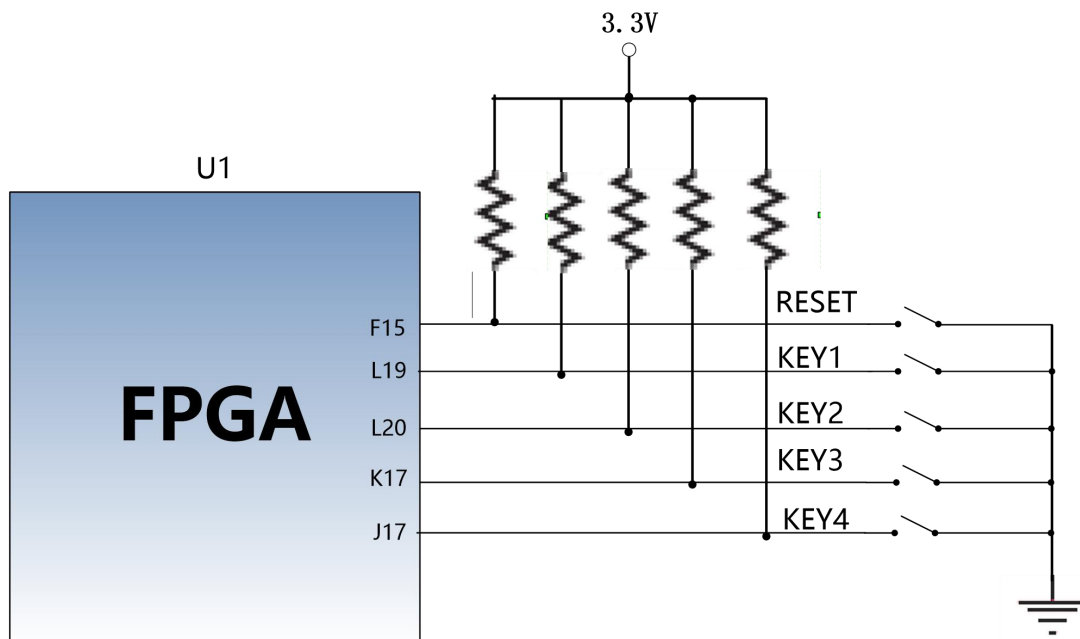 3.3V
U1
RESET
F15
KEY1
L19
FPGA
KEY2
L20
KEY3
K17
KEY4
J17